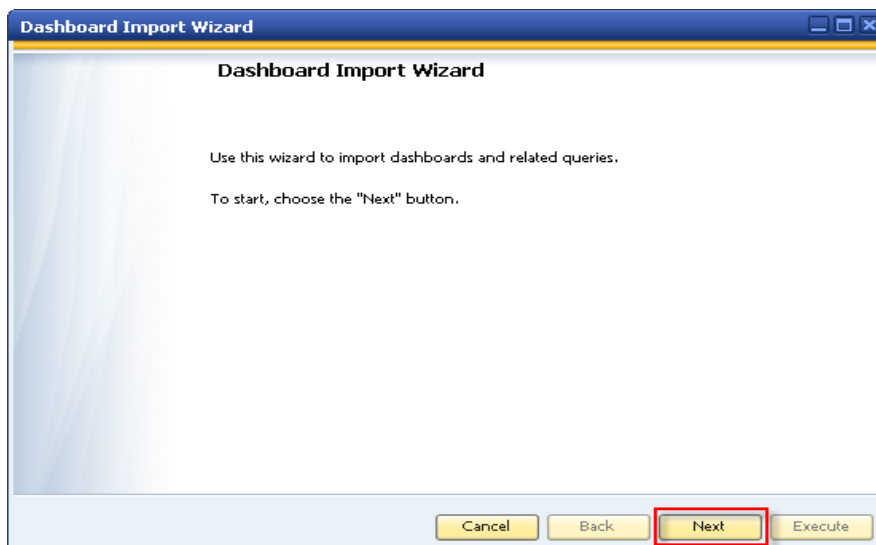 Dashboard Import Wizard
Dashboard Import Wizard
Use this wizard to import dashboards and related queries.
To start, choose the "Next" button.
Cancel Back Next Execute